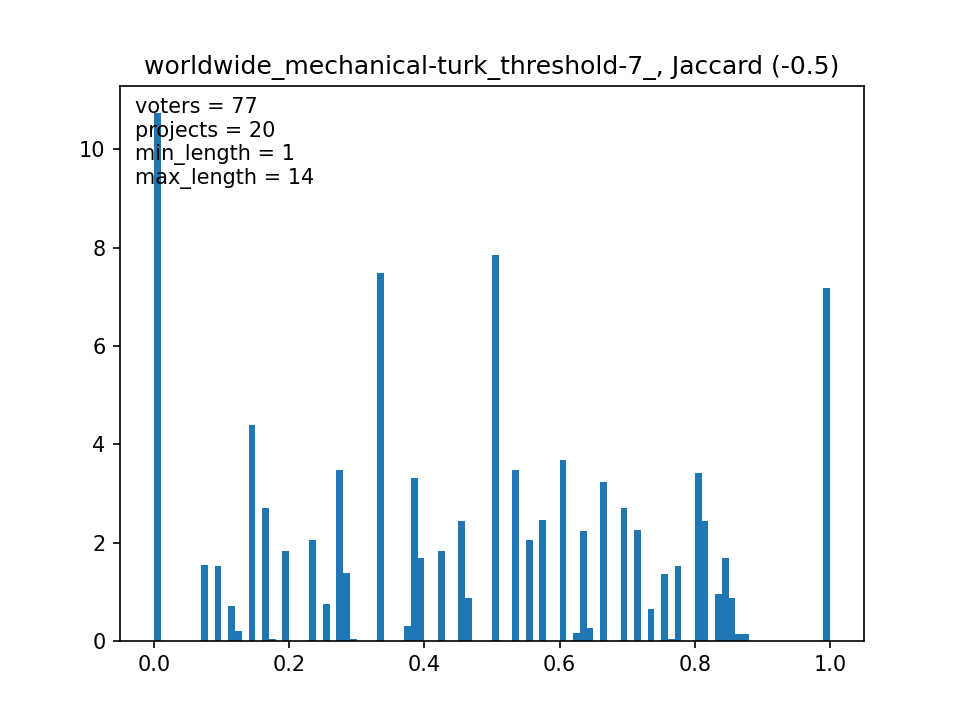 worldwide_mechanical-turk_threshold-7_, Jaccard (-0.5)
voters = 77
projects = 20
min_length = 1
max_length = 14
10
8
6
4
2
0
0.0 0.2 0.4 0.6 0.8 1.0